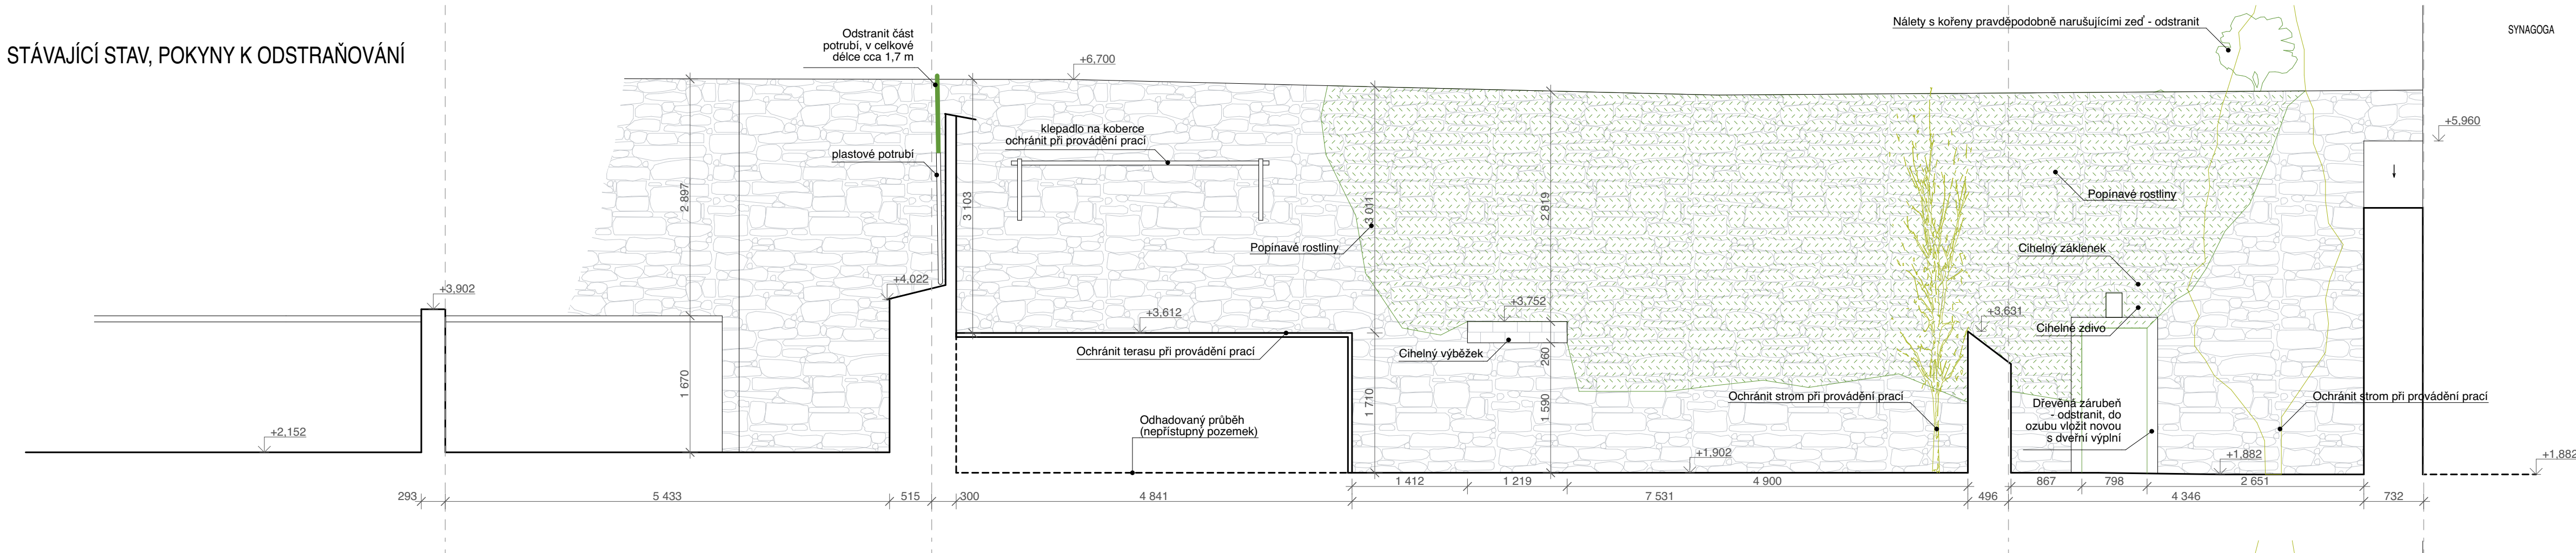 STÁVAJÍCÍ STAV, POKYNY K ODSTRAŇOVÁNÍ
Odstranit část
potrubí, v celkové
délce cca 1,7 m
+6,700
Nálety s kořeny pravděpodobně narušujícími zeď - odstranit
SYNAGOGA
+5,960
klepadlo na koberce
ochránit při provádění prací
plastové potrubí
2 897
3 103
3 011
2 819
Popínavé rostliny
Popínavé rostliny
Cihelný záklenek
+4,022
+3,902
+3,752
+3,612
+3,631
Cihelné zdivo
Ochránit terasu při provádění prací
Cihelný výběžek
260
1 670
1 710
1 590
Ochránit strom při provádění prací
Ochránit strom při provádění prací
Dřevěná zárubeň
- odstranit, do
ozubu vložit novou
s dveřní výplní
Odhadovaný průběh
(nepřístupný pozemek)
+2,152
+1,902
+1,882
+1,882
1 412
1 219
4 900
867
798
2 651
293
5 433
515
300
4 841
7 531
496
4 346
732